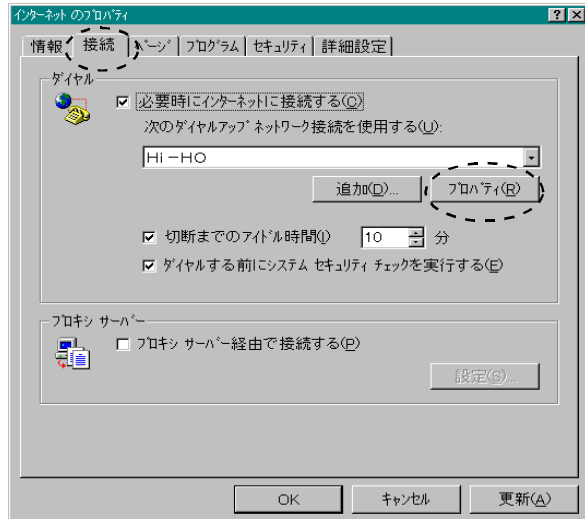 インターネット のプロパティ
情報 接続 ページ プログラム セキュリティ 詳細設定
ダイヤル
必要時にインターネットに接続する(C)
次のダイヤルアップ ネットワーク接続を使用する(U):
Hi-HO
追加(D)... プロパティ(R)
切断までのアイドル時間(I) 10 分
ダイヤルする前にシステム セキュリティ チェックを実行する(E)
プロキシ サーバー
プロキシ サーバー経由で接続する(P)
設定(S)...
OK キャンセル 更新(A)